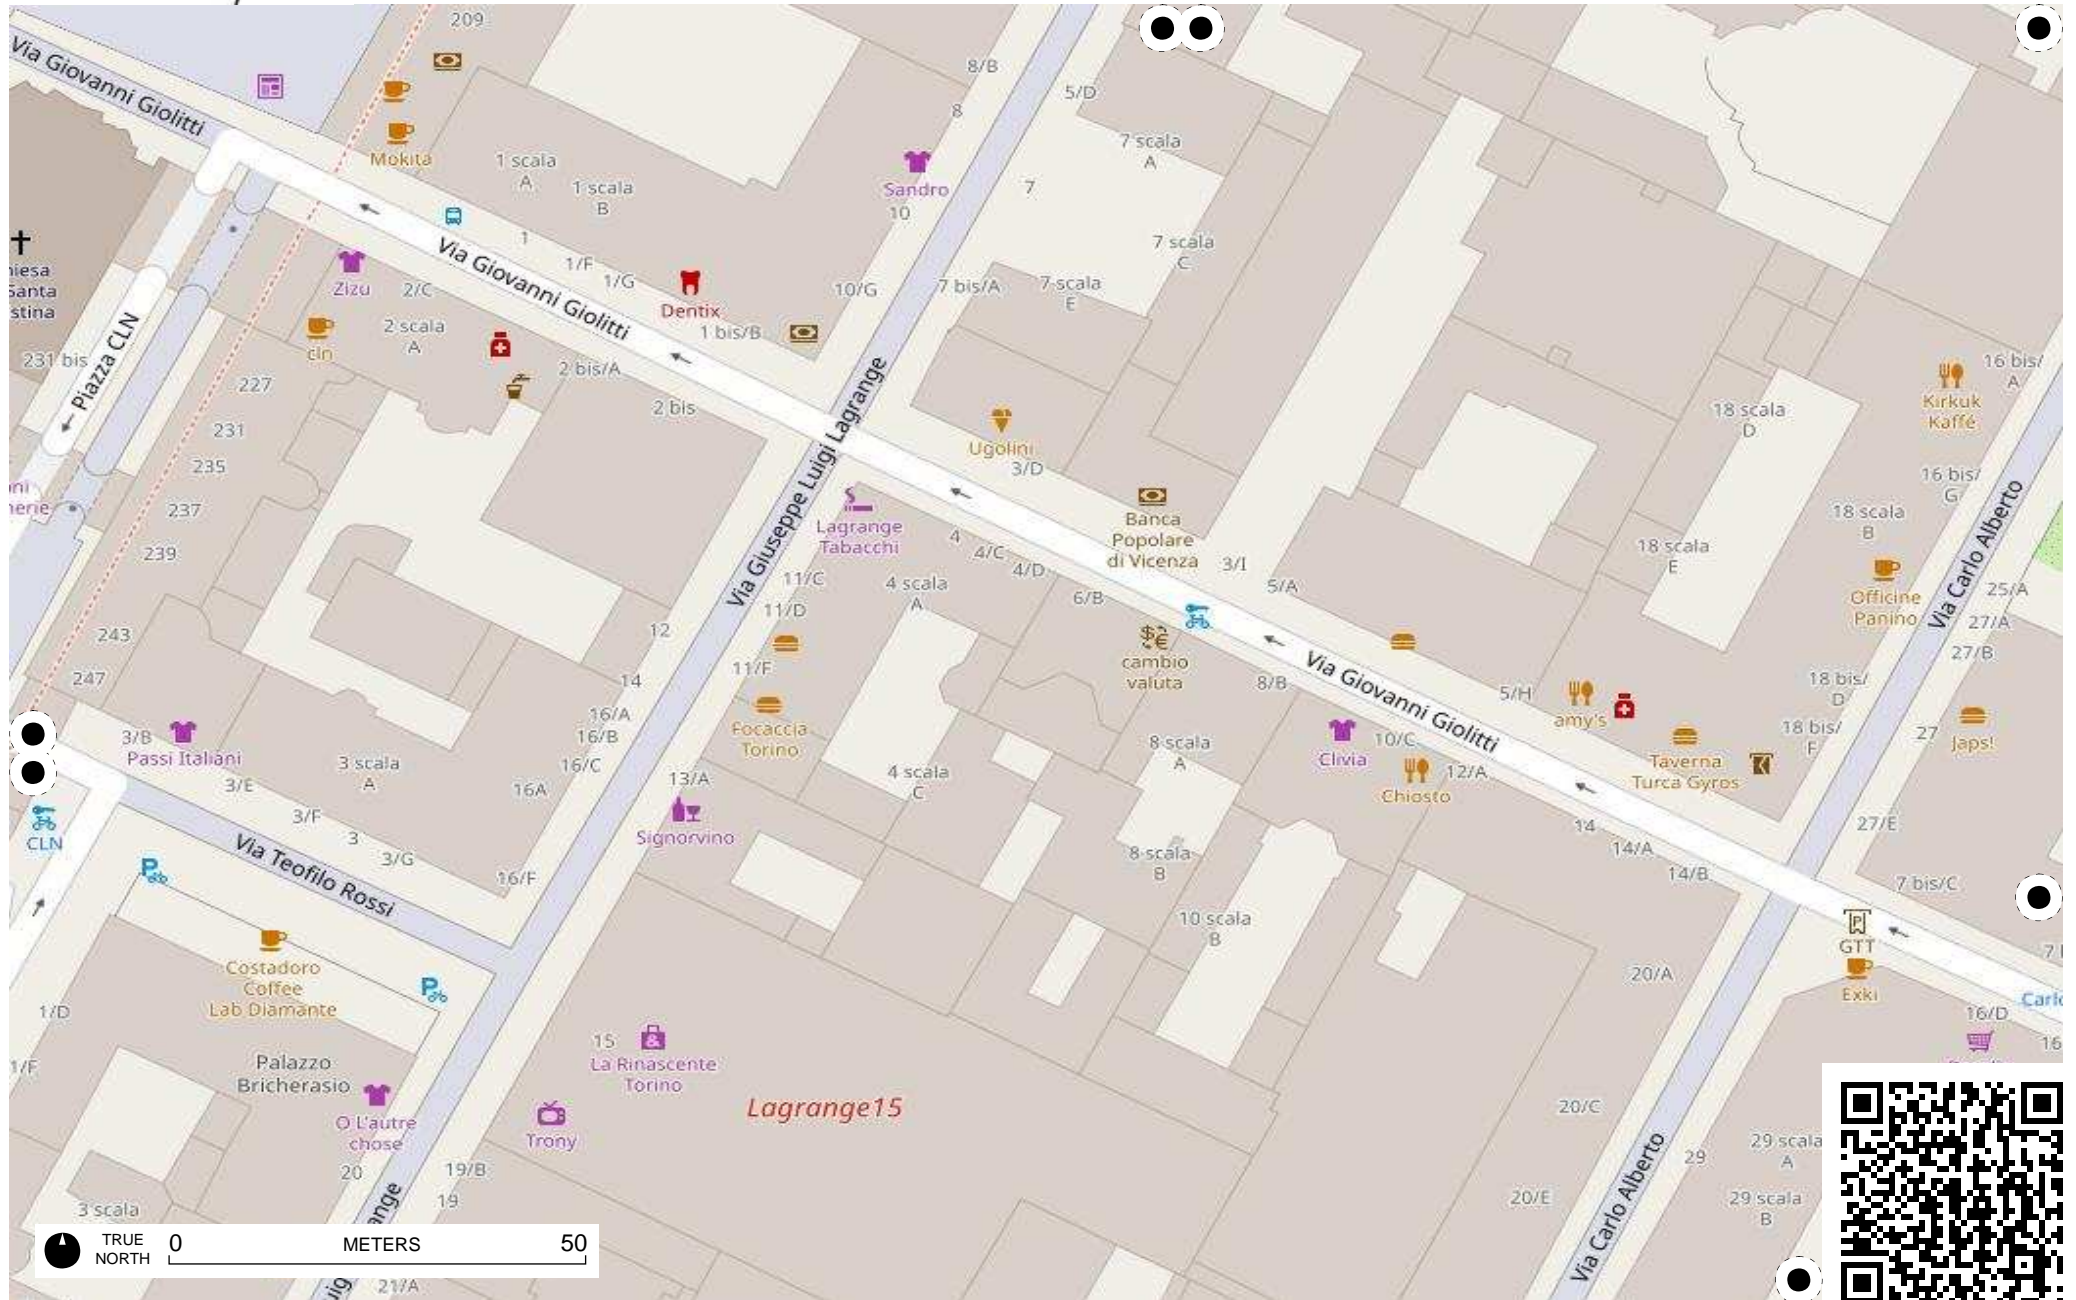 209
Via Giovanni Giolitti
8/B
5/D
8
Mokita
7 scala
A
1 scala
A
1 scala
B
Sandro
10
7
1
7 scala
C
1/F
1/G
Via Giovanni Giolitti
Zizu
2/C
10/G
7 bis/A
7 scala
E
Dentix
1 bis/B
2 scala
A
cln
231 bis
Piazza CLN
2 bis/A
16 bis/
A
227
2 bis
Kirkuk
Kaffé
18 scala
D
231
Via Giuseppe Luigi Lagrange
Ugolini
3/D
235
16 bis/
G
237
Lagrange
Tabacchi
Banca
Popolare
di Vicenza
18 scala
B
239
4
4/C
4/D
3/I
18 scala
E
Via Carlo Alberto
11/C
4 scala
A
5/A
6/B
25/A
11/D
Officine
Panino
27/A
243
12
cambio
valuta
27/B
11/F
247
14
8/B
Via Giovanni Giolitti
5/H
18 bis/
D
16/A
amy's
3/B
16/B
Focaccia
Torino
18 bis/
F
27
Japs!
Passi Italiani
8 scala
A
Clivia
10/C
3 scala
A
16/C
13/A
4 scala
C
12/A
Taverna
Turca Gyros
3/E
16A
Chiosto
3/F
14
27/E
CLN
3
Signorvino
14/A
Via Teofilo Rossi
3/G
8 scala
B
14/B
16/F
7 bis/C
10 scala
B
GTT
Costadoro
Coffee
Lab Diamante
20/A
Exki
1/D
16/D
15
La Rinascente
Torino
1/F
Palazzo
Bricherasio
Lagrange15
20/C
O L'autre
chose
Trony
29 scala
A
29
20
19/B
Via Carlo Alberto
20/E
29 scala
B
19
3 scala
TRUE
NORTH
0 METERS 50
21/A